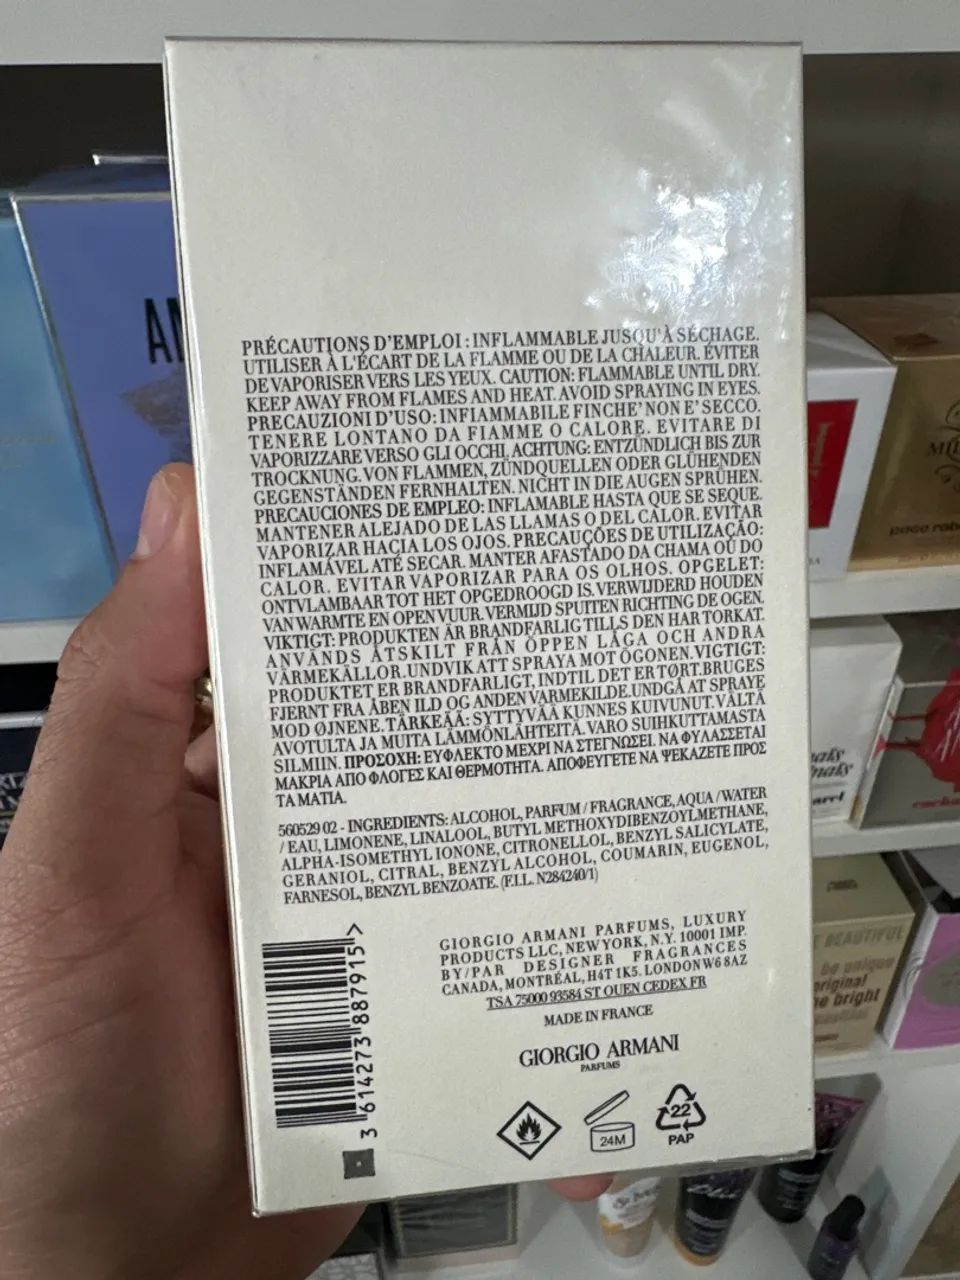 PRÉCAUTIONS D'EMPLOI : INFLAMMABLE JUSQU'À SÉCHAGE.
UTILISER À L'ÉCART DE LA FLAMME OU DE LA CHALEUR. ÉVITER
DE VAPORISER VERS LES YEUX. CAUTION: FLAMMABLE UNTIL DRY.
KEEP AWAY FROM FLAMES AND HEAT. AVOID SPRAYING IN EYES.
PRECAUZIONI D'USO: INFIAMMABILE FINCHE' NON E' SECCO.
TENERE LONTANO DA FIAMME O CALORE. EVITARE DI
VAPORIZZARE VERSO GLI OCCHI. ACHTUNG: ENTZÜNDLICH BIS ZUR
TROCKNUNG. VON FLAMMEN, ZÜNDQUELLEN ODER GLÜHENDEN
GEGENSTÄNDEN FERNHALTEN. NICHT IN DIE AUGEN SPRÜHEN.
PRECAUCIONES DE EMPLEO: INFLAMABLE HASTA QUE SE SEQUE.
MANTENER ALEJADO DE LAS LLAMAS O DEL CALOR. EVITAR
VAPORIZAR HACIA LOS OJOS. PRECAUÇÕES DE UTILIZAÇÃO:
INFLAMÁVEL ATÉ SECAR. MANTER AFASTADO DA CHAMA OU DO
CALOR. EVITAR VAPORIZAR PARA OS OLHOS. OPGELET:
ONTVLAMBAAR TOT HET OPGEDROOGD IS. VERWIJDERD HOUDEN
VAN WARMTE EN OPEN VUUR. VERMIJD SPUITEN RICHTING DE OGEN.
VIKTIGT: PRODUKTEN ÄR BRANDFARLIG TILLS DEN HAR TORKAT.
ANVÄNDS ÅTSKILT FRÅN ÖPPEN LÅGA OCH ANDRA
VÄRMEKÄLLOR. UNDVIK ATT SPRAYA MOT ÖGONEN. VIGTIGT:
PRODUKTET ER BRANDFARLIGT, INDTIL DET ER TØRT. BRUGES
FJERNT FRA ÅBEN ILD OG ANDEN VARMEKILDE. UNDGÅ AT SPRAYE
MOD ØJNENE. TÄRKEÄÄ: SYTTYVÄÄ KUNNES KUIVUNUT. VÄLTÄ
AVOTULTA JA MUITA LÄMMÖNLÄHTEITÄ. VARO SUIHKUTTAMASTA
SILMIIN. ΠΡΟΣΟΧΗ: ΕΥΦΛΕΚΤΟ ΜΕΧΡΙ ΝΑ ΣΤΕΓΝΩΣΕΙ. ΝΑ ΦΥΛΑΣΣΕΤΑΙ
ΜΑΚΡΙΑ ΑΠΟ ΦΛΟΓΕΣ ΚΑΙ ΘΕΡΜΟΤΗΤΑ. ΑΠΟΦΕΥΓΕΤΕ ΝΑ ΨΕΚΑΖΕΤΕ ΠΡΟΣ
ΤΑ ΜΑΤΙΑ.
560529 02 - INGREDIENTS: ALCOHOL, PARFUM / FRAGRANCE, AQUA / WATER
/ EAU, LIMONENE, LINALOOL, BUTYL METHOXYDIBENZOYLMETHANE,
ALPHA-ISOMETHYL IONONE, CITRONELLOL, BENZYL SALICYLATE,
GERANIOL, CITRAL, BENZYL ALCOHOL, COUMARIN, EUGENOL,
FARNESOL, BENZYL BENZOATE. (F.I.L. N284240/1)
GIORGIO ARMANI PARFUMS, LUXURY
PRODUCTS LLC, NEW YORK, N.Y. 10001 IMP.
BY/PAR DESIGNER FRAGRANCES
CANADA, MONTRÉAL, H4T 1K5. LONDON W6 8AZ
TSA 75000 93584 ST OUEN CEDEX FR
MADE IN FRANCE
GIORGIO ARMANI
PARFUMS
24M
22
PAP
3 614273 887915 >
AN
paco rab
BEAUTIFUL
be unique
original
be bright